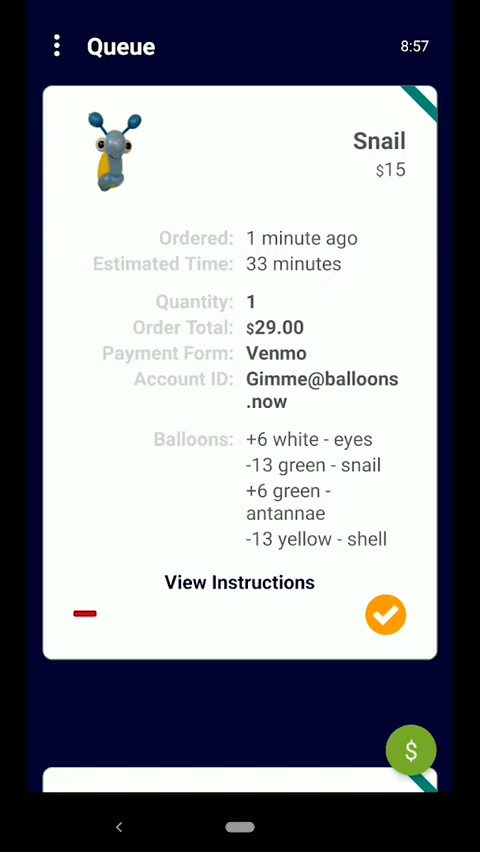 Queue
8:57
Snail
$15
Ordered: 1 minute ago
Estimated Time: 33 minutes
Quantity: 1
Order Total: $29.00
Payment Form: Venmo
Account ID: Gimme@balloons
.now
Balloons: +6 white - eyes
-13 green - snail
+6 green -
antannae
-13 yellow - shell
View Instructions
$